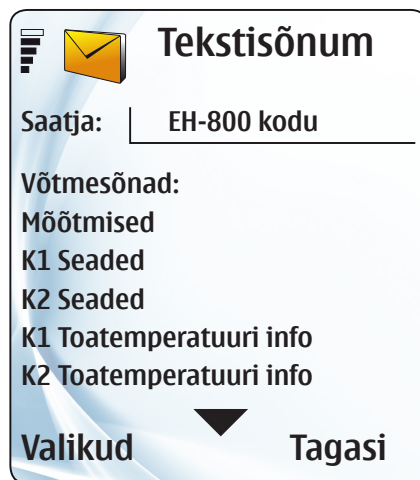 Tekstisõnum
Saatja: EH-800 kodu
Võtmesõnad:
Mõõtmised
K1 Seaded
K2 Seaded
K1 Toatemperatuuri info
K2 Toatemperatuuri info
Valikud Tagasi